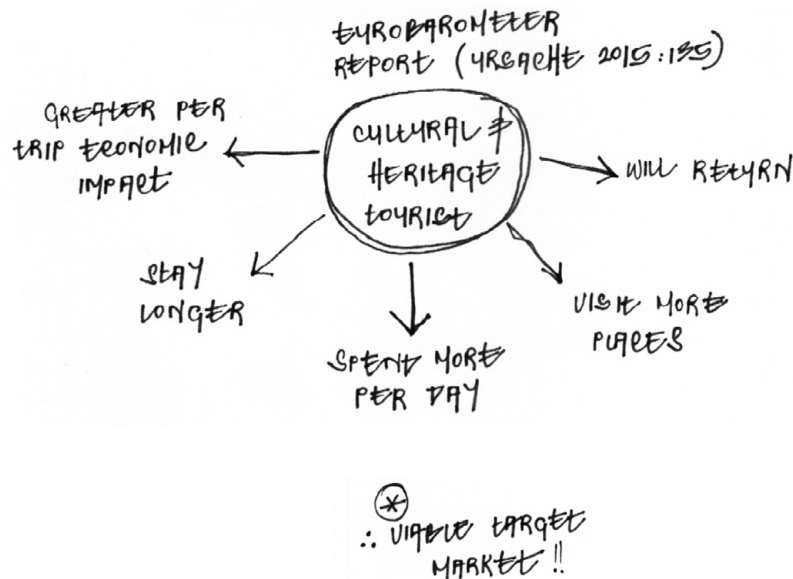 EUROBAROMETER
REPORT (URSACHE 2015:135)
CULTURAL &
HERITAGE
TOURIST
GREATER PER
TRIP ECONOMIC
IMPACT
WILL RETURN
STAY
LONGER
VISIT MORE
PLACES
SPENT MORE
PER DAY
*
∴ VIABLE TARGET
MARKET!!